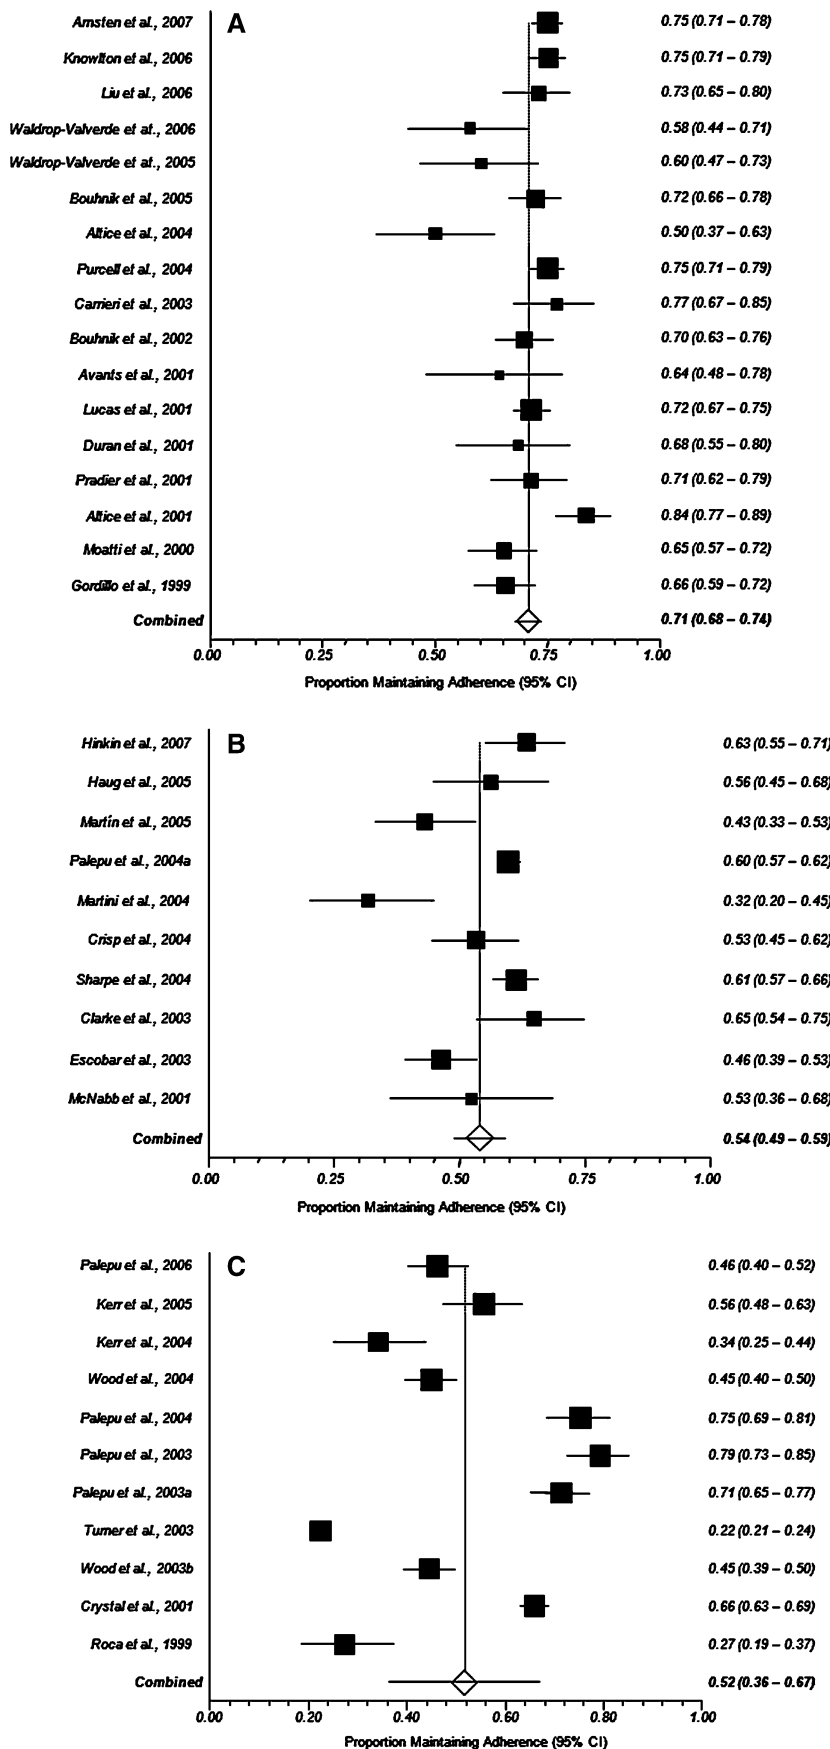 A
Arnsten et al., 2007 0.75 (0.71 – 0.78)
Knowlton et al., 2006 0.75 (0.71 – 0.79)
Liu et al., 2006 0.73 (0.65 – 0.80)
Waldrop-Valverde et at., 2006 0.58 (0.44 – 0.71)
Waldrop-Valverde et al., 2005 0.60 (0.47 – 0.73)
Bouhnik et al., 2005 0.72 (0.66 – 0.78)
Altice et al., 2004 0.50 (0.37 – 0.63)
Purcell et al., 2004 0.75 (0.71 – 0.79)
Carrieri et al., 2003 0.77 (0.67 – 0.85)
Bouhnik et al., 2002 0.70 (0.63 – 0.76)
Avants et al., 2001 0.64 (0.48 – 0.78)
Lucas et al., 2001 0.72 (0.67 – 0.75)
Duran et al., 2001 0.68 (0.55 – 0.80)
Pradier et al., 2001 0.71 (0.62 – 0.79)
Altice et al., 2001 0.84 (0.77 – 0.89)
Moatti et al., 2000 0.65 (0.57 – 0.72)
Gordillo et al., 1999 0.66 (0.59 – 0.72)
Combined 0.71 (0.68 – 0.74)
0.00 0.25 0.50 0.75 1.00
Proportion Maintaining Adherence (95% CI)
B
Hinkin et al., 2007 0.63 (0.55 – 0.71)
Haug et al., 2005 0.56 (0.45 – 0.68)
Martín et al., 2005 0.43 (0.33 – 0.53)
Palepu et al., 2004a 0.60 (0.57 – 0.62)
Martini et al., 2004 0.32 (0.20 – 0.45)
Crisp et al., 2004 0.53 (0.45 – 0.62)
Sharpe et al., 2004 0.61 (0.57 – 0.66)
Clarke et al., 2003 0.65 (0.54 – 0.75)
Escobar et al., 2003 0.46 (0.39 – 0.53)
McNabb et al., 2001 0.53 (0.36 – 0.68)
Combined 0.54 (0.49 – 0.59)
0.00 0.25 0.50 0.75 1.00
Proportion Maintaining Adherence (95% CI)
C
Palepu et al., 2006 0.46 (0.40 – 0.52)
Kerr et al., 2005 0.56 (0.48 – 0.63)
Kerr et al., 2004 0.34 (0.25 – 0.44)
Wood et al., 2004 0.45 (0.40 – 0.50)
Palepu et al., 2004 0.75 (0.69 – 0.81)
Palepu et al., 2003 0.79 (0.73 – 0.85)
Palepu et al., 2003a 0.71 (0.65 – 0.77)
Turner et al., 2003 0.22 (0.21 – 0.24)
Wood et al., 2003b 0.45 (0.39 – 0.50)
Crystal et al., 2001 0.66 (0.63 – 0.69)
Roca et al., 1999 0.27 (0.19 – 0.37)
Combined 0.52 (0.36 – 0.67)
0.00 0.20 0.40 0.60 0.80 1.00
Proportion Maintaining Adherence (95% CI)